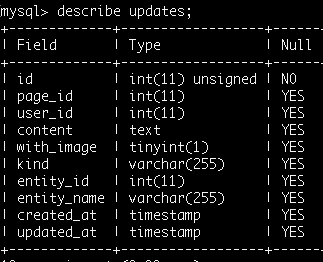 mysql> describe updates;
+-------------+------------------+------
| Field | Type | Null
+-------------+------------------+------
| id | int(11) unsigned | NO
| page_id | int(11) | YES
| user_id | int(11) | YES
| content | text | YES
| with_image | tinyint(1) | YES
| kind | varchar(255) | YES
| entity_id | int(11) | YES
| entity_name | varchar(255) | YES
| created_at | timestamp | YES
| updated_at | timestamp | YES
+-------------+------------------+------